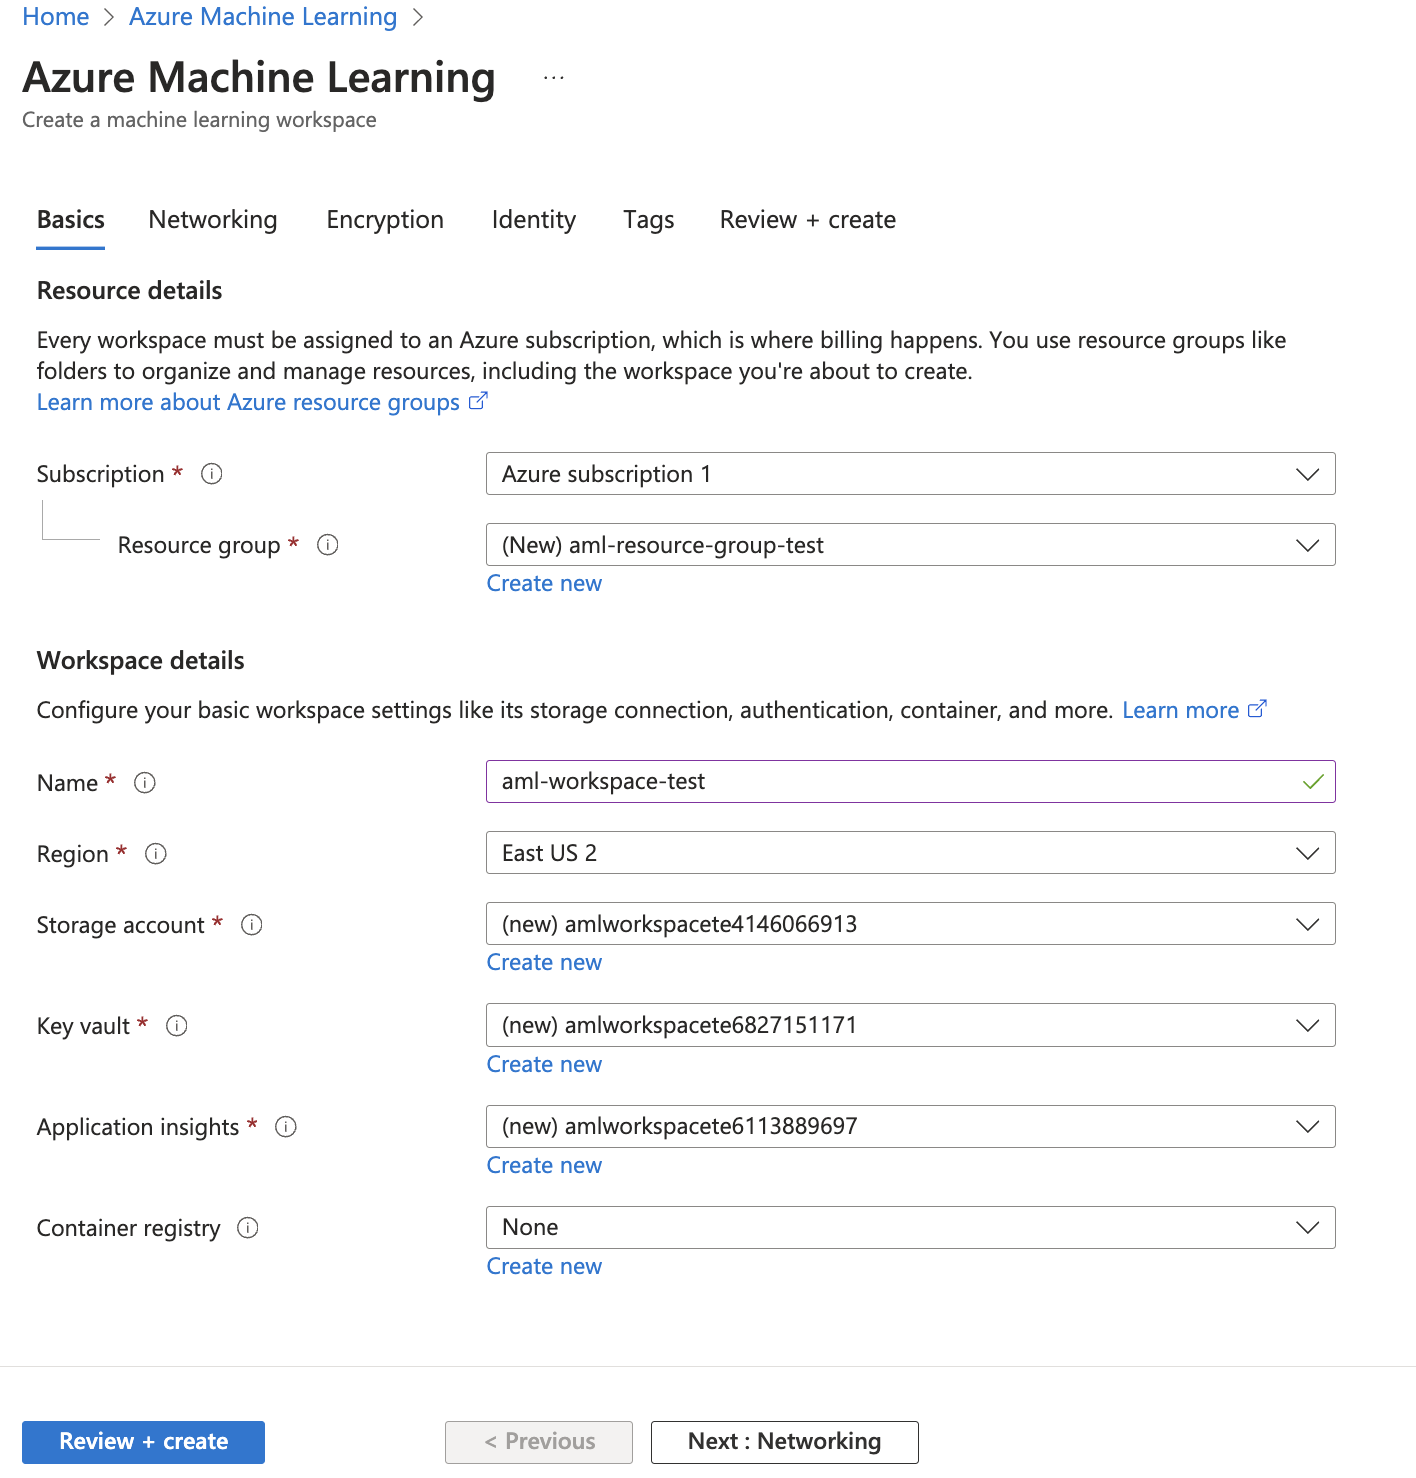 Home > Azure Machine Learning >
Azure Machine Learning ...
Create a machine learning workspace
Basics Networking Encryption Identity Tags Review + create
Resource details
Every workspace must be assigned to an Azure subscription, which is where billing happens. You use resource groups like
folders to organize and manage resources, including the workspace you're about to create.
Learn more about Azure resource groups
Subscription * Azure subscription 1
Resource group * (New) aml-resource-group-test
Create new
Workspace details
Configure your basic workspace settings like its storage connection, authentication, container, and more. Learn more
Name * aml-workspace-test
Region * East US 2
Storage account * (new) amlworkspacete4146066913
Create new
Key vault * (new) amlworkspacete6827151171
Create new
Application insights * (new) amlworkspacete6113889697
Create new
Container registry None
Create new
Review + create < Previous Next : Networking